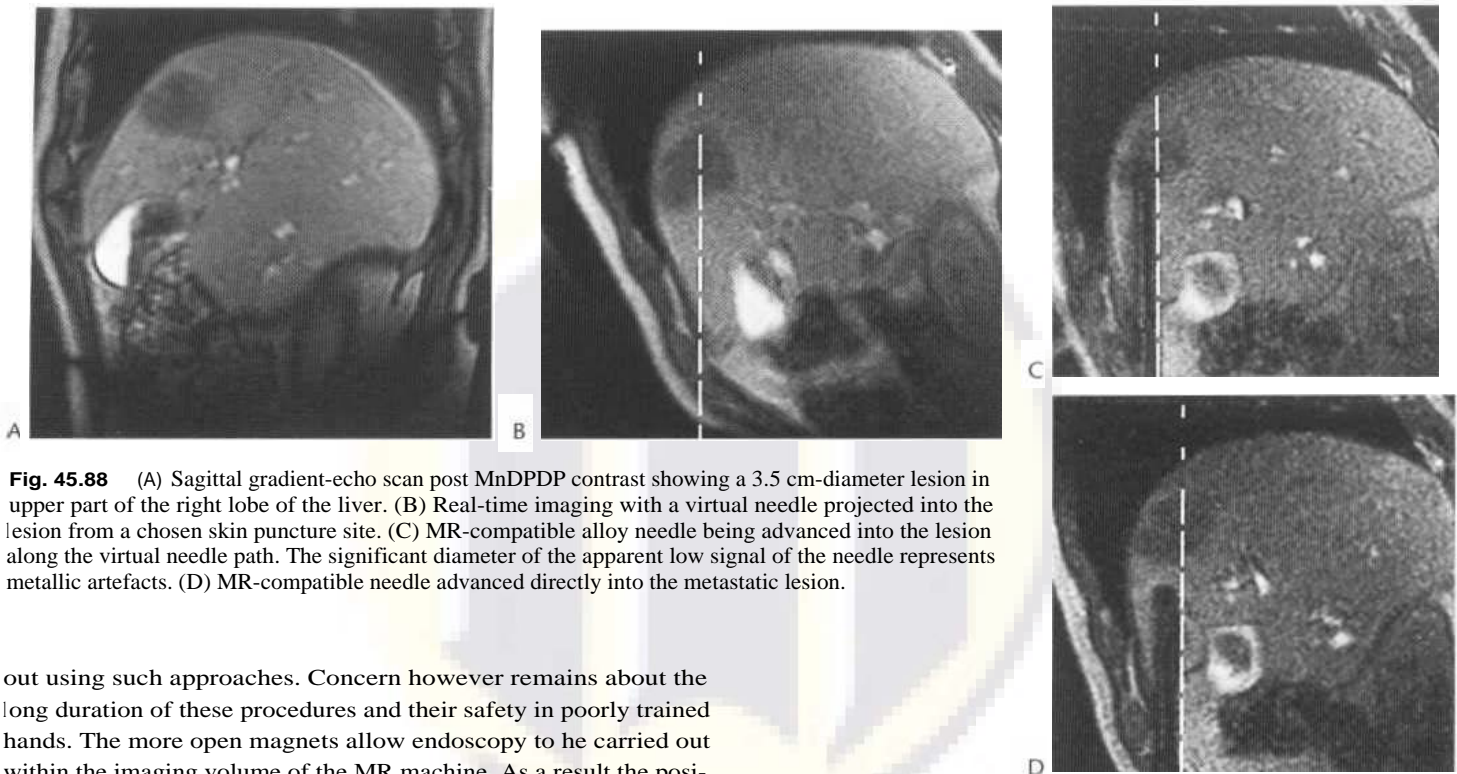 A
B
C
D
Fig. 45.88 (A) Sagittal gradient-echo scan post MnDPDP contrast showing a 3.5 cm-diameter lesion in
upper part of the right lobe of the liver. (B) Real-time imaging with a virtual needle projected into the
lesion from a chosen skin puncture site. (C) MR-compatible alloy needle being advanced into the lesion
along the virtual needle path. The significant diameter of the apparent low signal of the needle represents
metallic artefacts. (D) MR-compatible needle advanced directly into the metastatic lesion.
out using such approaches. Concern however remains about the
long duration of these procedures and their safety in poorly trained
hands. The more open magnets allow endoscopy to he carried out
within the imaging volume of the MR machine. As a result the posi-